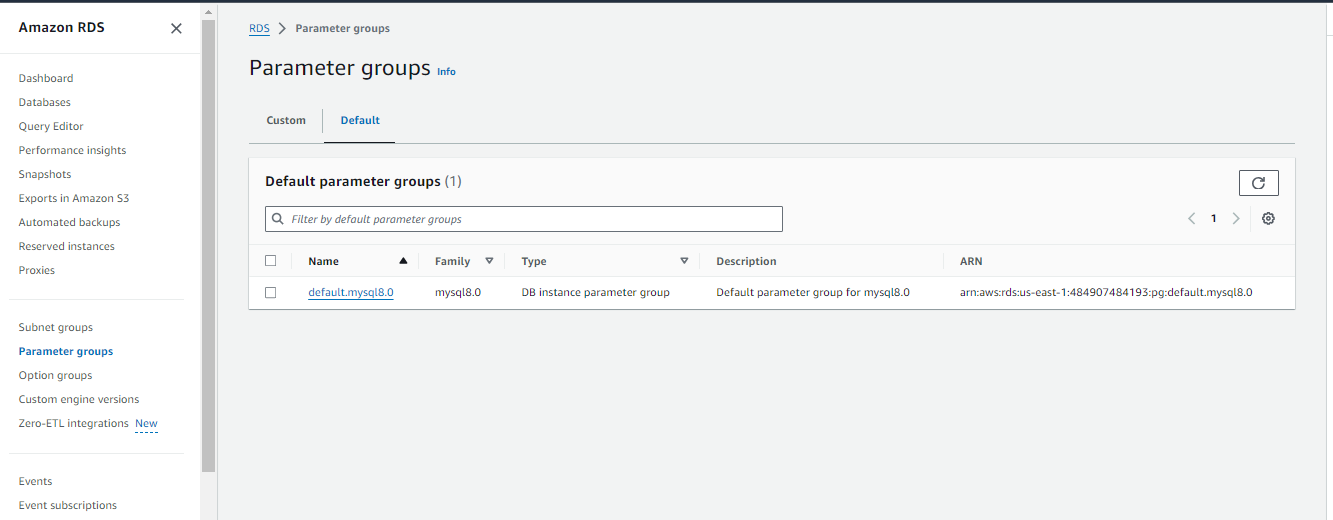 Amazon RDS
Dashboard
Databases
Query Editor
Performance insights
Snapshots
Exports in Amazon S3
Automated backups
Reserved instances
Proxies
Subnet groups
Parameter groups
Option groups
Custom engine versions
Zero-ETL integrations New
Events
Event subscriptions
RDS Parameter groups
Parameter groups Info
Custom Default
Default parameter groups (1)
Filter by default parameter groups
1
Name Family Type Description ARN
default.mysql8.0 mysql8.0 DB instance parameter group Default parameter group for mysql8.0 arn:aws:rds:us-east-1:484907484193:pg:default.mysql8.0